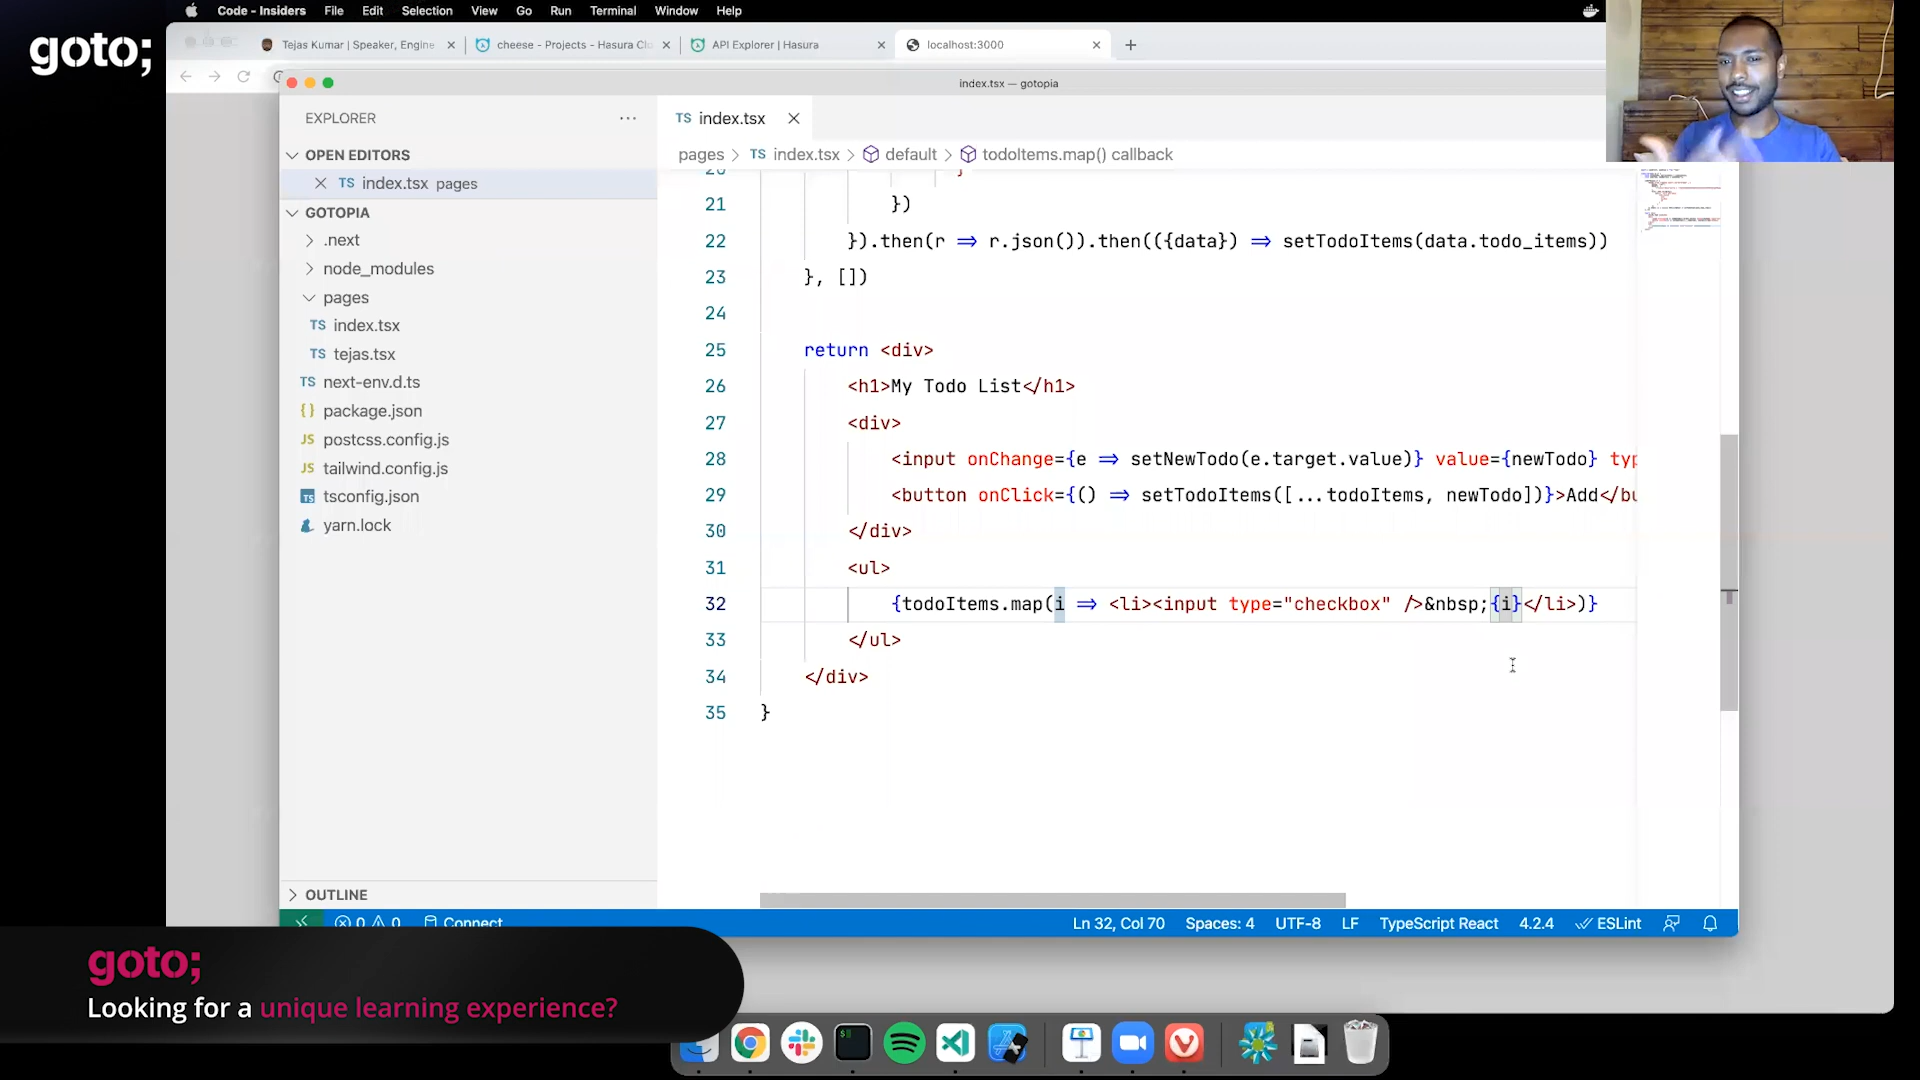 Code - Insiders File Edit Selection View Go Run Terminal Window Help
goto;
Tejas Kumar | Speaker, Engine
cheese - Projects - Hasura Cl
API Explorer | Hasura
localhost:3000
index.tsx — gotopia
EXPLORER
TS index.tsx
pages > TS index.tsx > default > todoItems.map() callback
OPEN EDITORS
TS index.tsx pages
GOTOPIA
.next
node_modules
pages
TS index.tsx
TS tejas.tsx
TS next-env.d.ts
{} package.json
JS postcss.config.js
JS tailwind.config.js
TS tsconfig.json
yarn.lock
OUTLINE
20 }
21 })
22 }).then(r => r.json()).then(({data}) => setTodoItems(data.todo_items))
23 }, [])
24
25 return <div>
26 <h1>My Todo List</h1>
27 <div>
28 <input onChange={e => setNewTodo(e.target.value)} value={newTodo} typ
29 <button onClick={() => setTodoItems([...todoItems, newTodo])}>Add</bu
30 </div>
31 <ul>
32 {todoItems.map(i => <li><input type="checkbox" />&nbsp;{i}</li>)}
33 </ul>
34 </div>
35 }
0 0 Connect
Ln 32, Col 70 Spaces: 4 UTF-8 LF TypeScript React 4.2.4 ESLint
goto;
Looking for a unique learning experience?